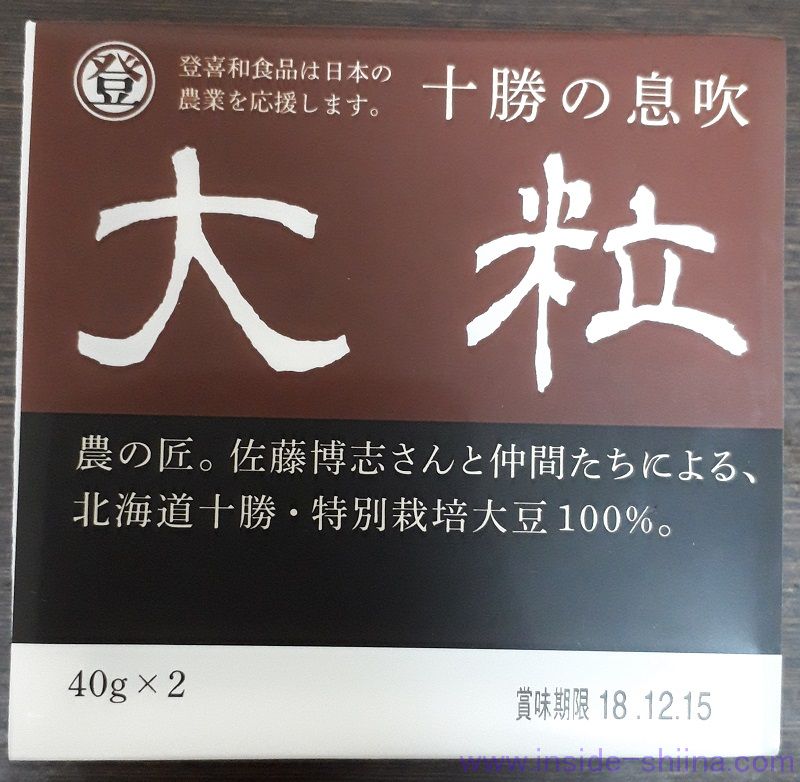 登
登喜和食品は日本の
農業を応援します。
十勝の息吹
大粒
農の匠。佐藤博志さんと仲間たちによる、
北海道十勝・特別栽培大豆100%。
40g×2
賞味期限 18.12.15
www.inside-shiina.com